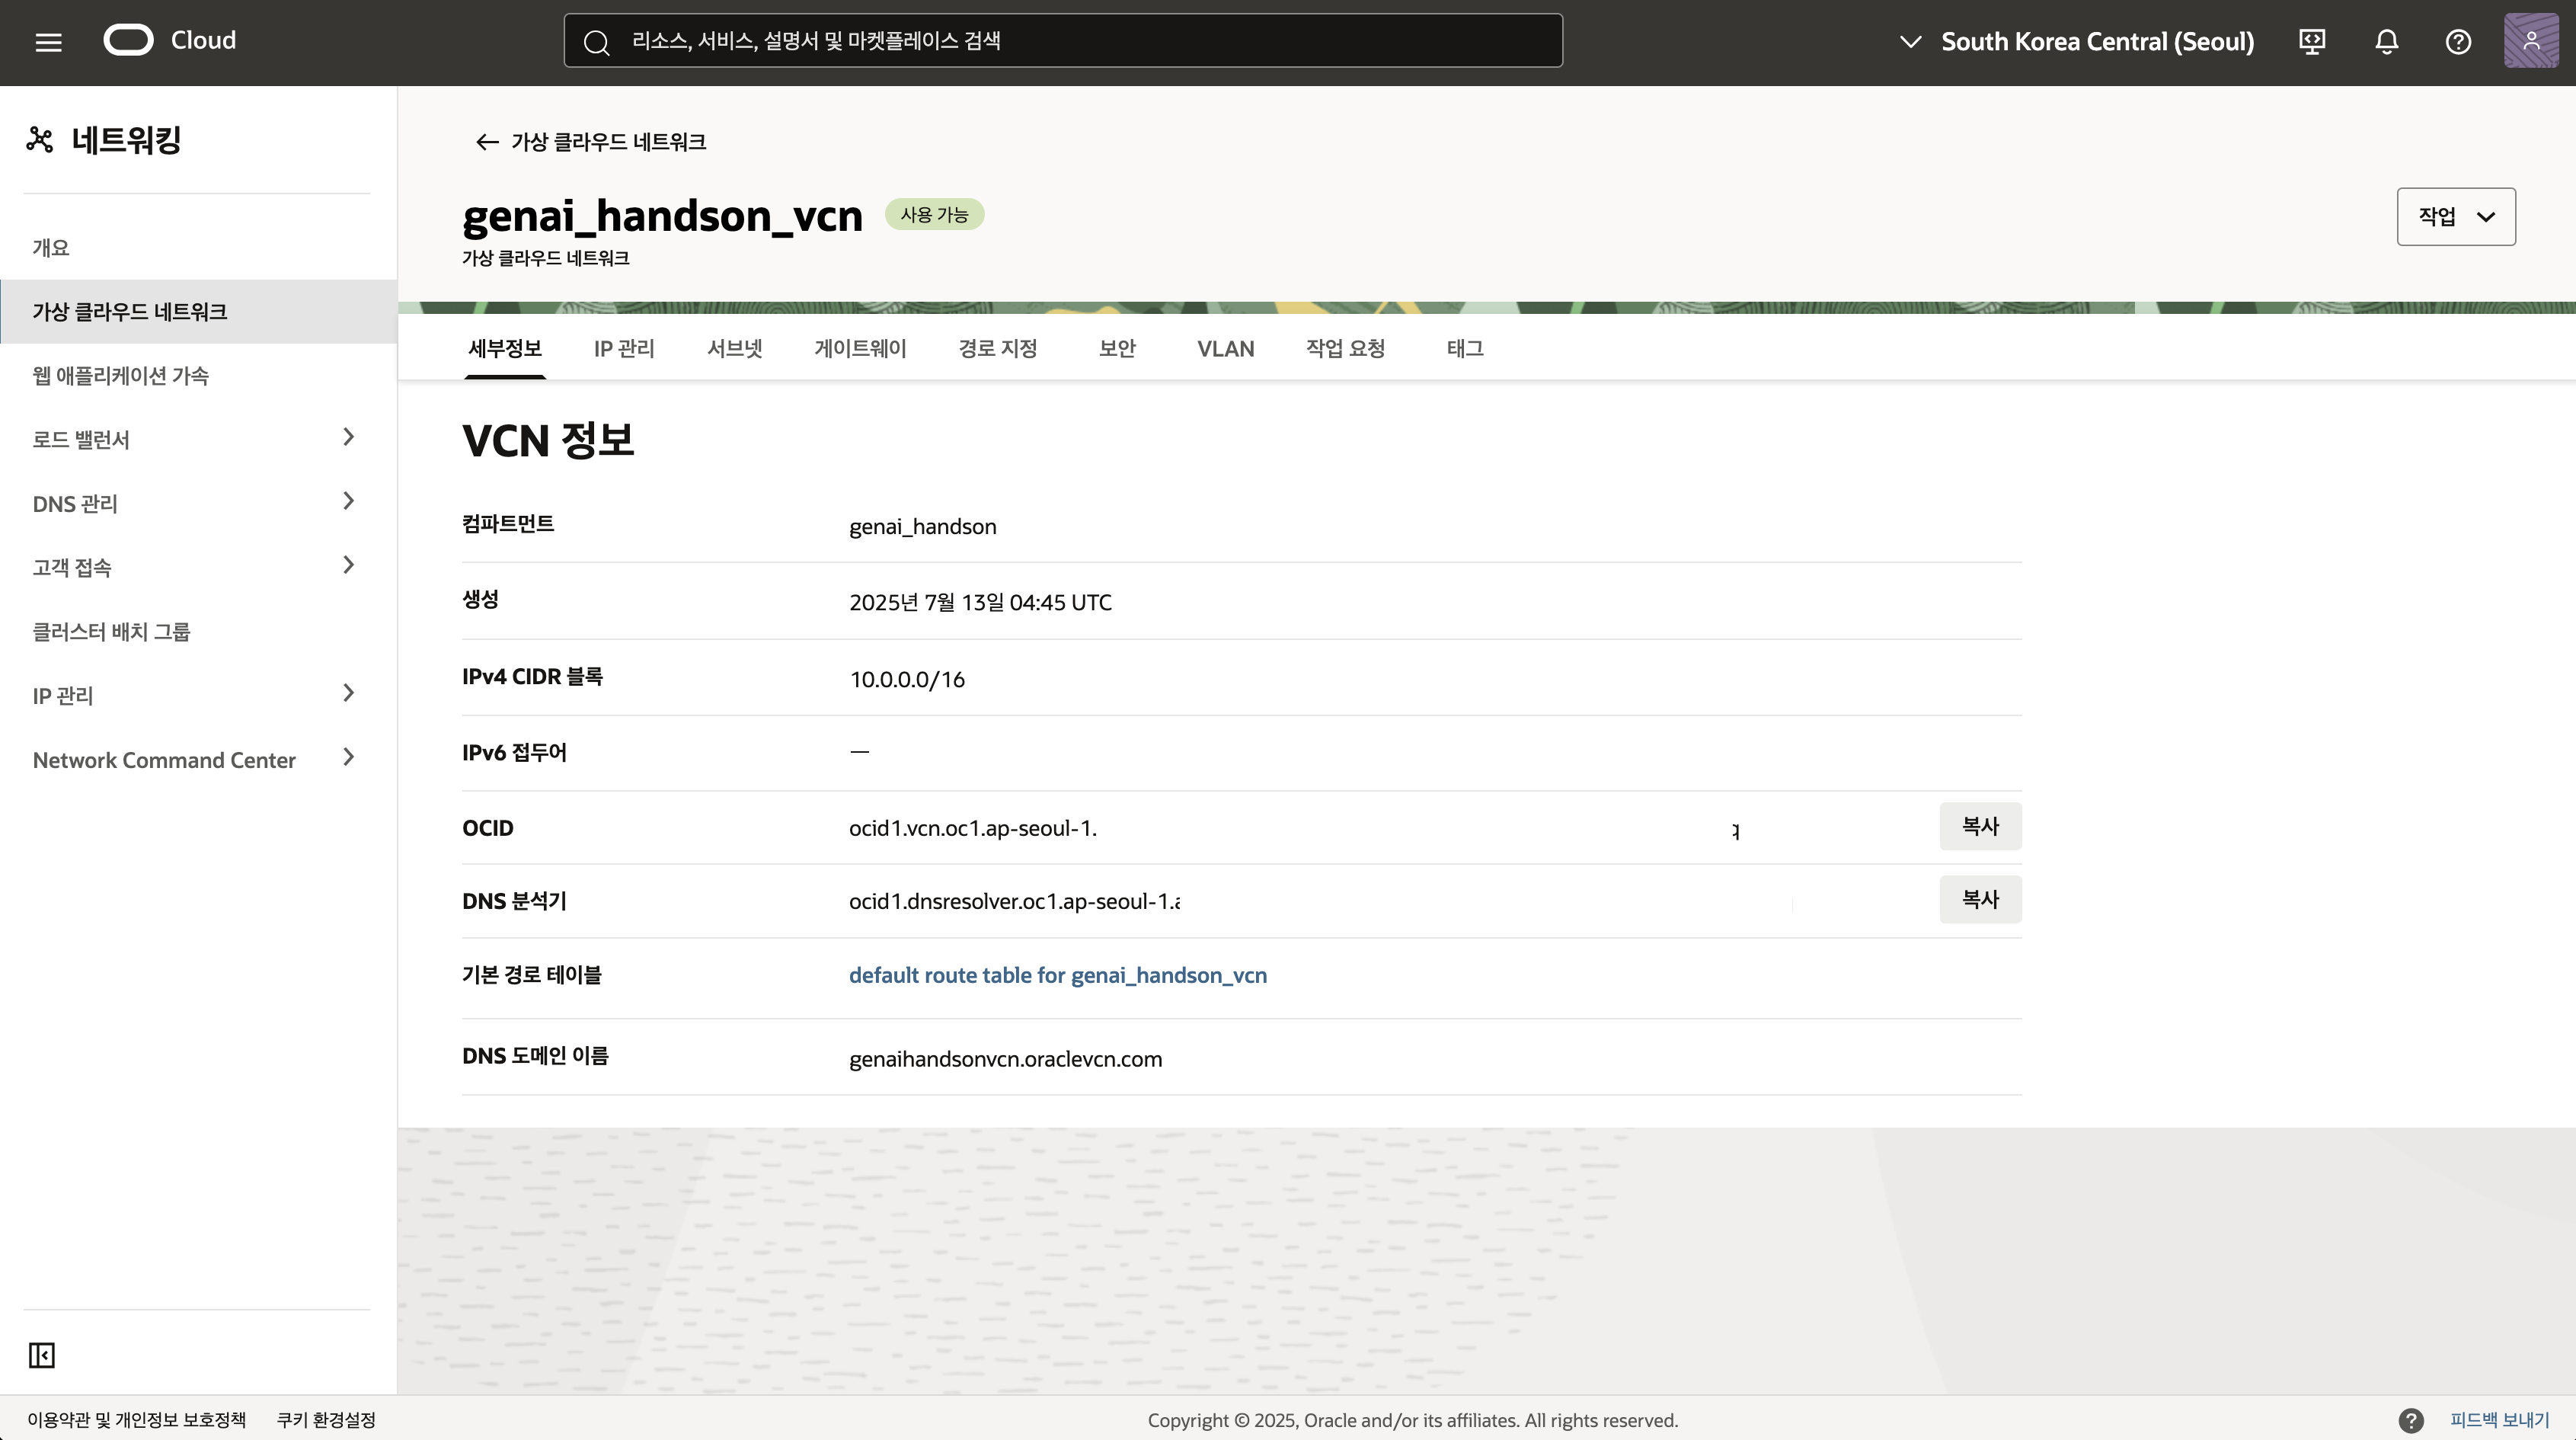 Cloud
리소스, 서비스, 설명서 및 마켓플레이스 검색
South Korea Central (Seoul)
네트워킹
개요
가상 클라우드 네트워크
웹 애플리케이션 가속
로드 밸런서
DNS 관리
고객 접속
클러스터 배치 그룹
IP 관리
Network Command Center
가상 클라우드 네트워크
genai_handson_vcn 사용 가능
가상 클라우드 네트워크
작업
세부정보 IP 관리 서브넷 게이트웨이 경로 지정 보안 VLAN 작업 요청 태그
VCN 정보
컴파트먼트 genai_handson
생성 2025년 7월 13일 04:45 UTC
IPv4 CIDR 블록 10.0.0.0/16
IPv6 접두어 —
OCID ocid1.vcn.oc1.ap-seoul-1. 복사
DNS 분석기 ocid1.dnsresolver.oc1.ap-seoul-1. 복사
기본 경로 테이블 default route table for genai_handson_vcn
DNS 도메인 이름 genaihandsonvcn.oraclevcn.com
이용약관 및 개인정보 보호정책 쿠키 환경설정 Copyright © 2025, Oracle and/or its affiliates. All rights reserved. 피드백 보내기